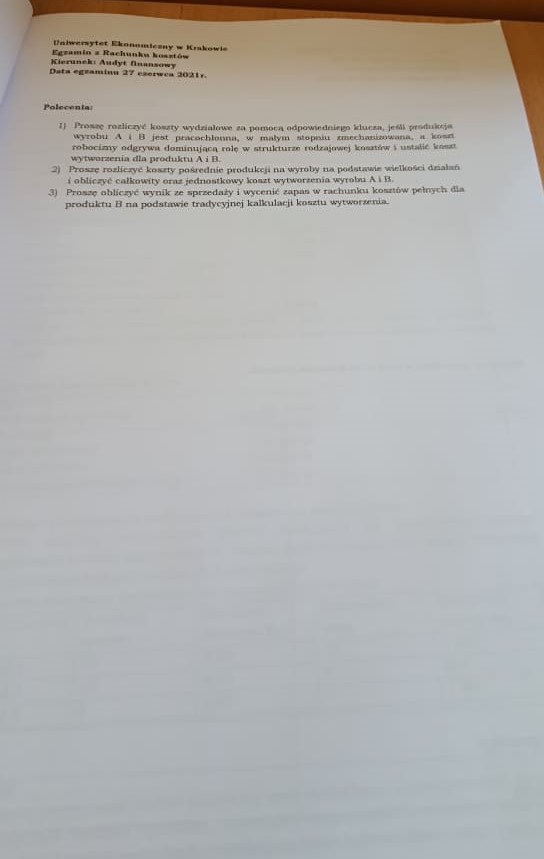 Uniwersytet Ekonomiczny w Krakowie
Egzamin z Rachunku kosztów
Kierunek: Audyt finansowy
Data egzaminu 27 czerwca 2021r.
Polecenia:
1) Proszę rozliczyć koszty wydziałowe za pomocą odpowiedniego klucza, jeśli produkcja
wyrobu A i B jest pracochłonna, w małym stopniu zmechanizowana, a koszt
robocizny odgrywa dominującą rolę w strukturze rodzajowej kosztów i ustalić koszt
wytworzenia dla produktu A i B.
2) Proszę rozliczyć koszty pośrednie produkcji na wyroby na podstawie wielkości działań
i obliczyć całkowity oraz jednostkowy koszt wytworzenia wyrobu A i B.
3) Proszę obliczyć wynik ze sprzedaży i wycenić zapas w rachunku kosztów pełnych dla
produktu B na podstawie tradycyjnej kalkulacji kosztu wytworzenia.